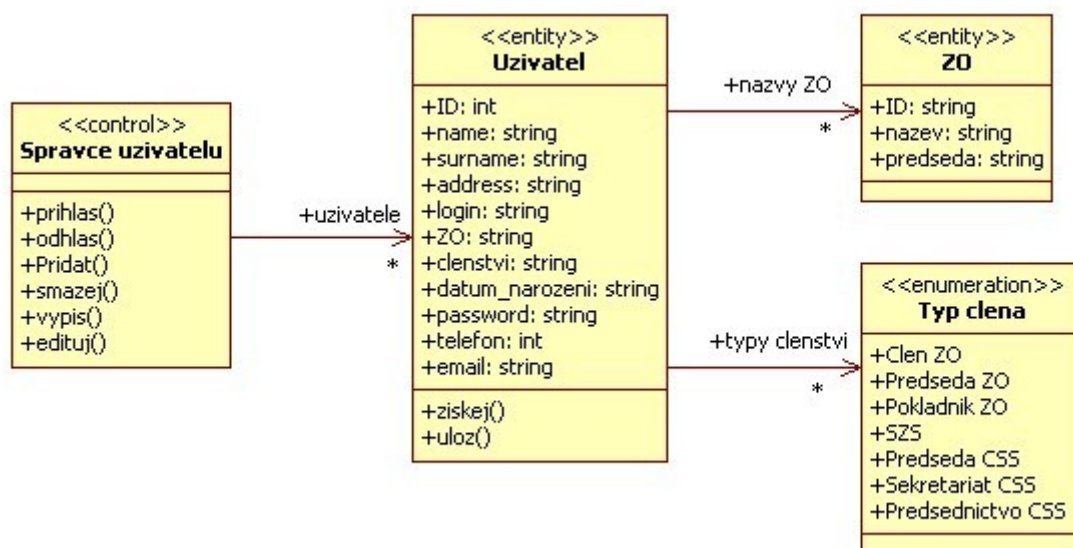 <<control>>
Spravce uzivatelu
+prihlas()
+odhlas()
+Pridat()
+smazej()
+vypis()
+edituj()
+uzivatele
*
<<entity>>
Uzivatel
+ID: int
+name: string
+surname: string
+address: string
+login: string
+ZO: string
+clenstvi: string
+datum_narozeni: string
+password: string
+telefon: int
+email: string
+ziskej()
+uloz()
+nazvy ZO
*
<<entity>>
ZO
+ID: string
+nazev: string
+predseda: string
+typy clenstvi
*
<<enumeration>>
Typ clena
+Clen ZO
+Predseda ZO
+Pokladnik ZO
+SZS
+Predseda CSS
+Sekretariat CSS
+Predsednictvo CSS